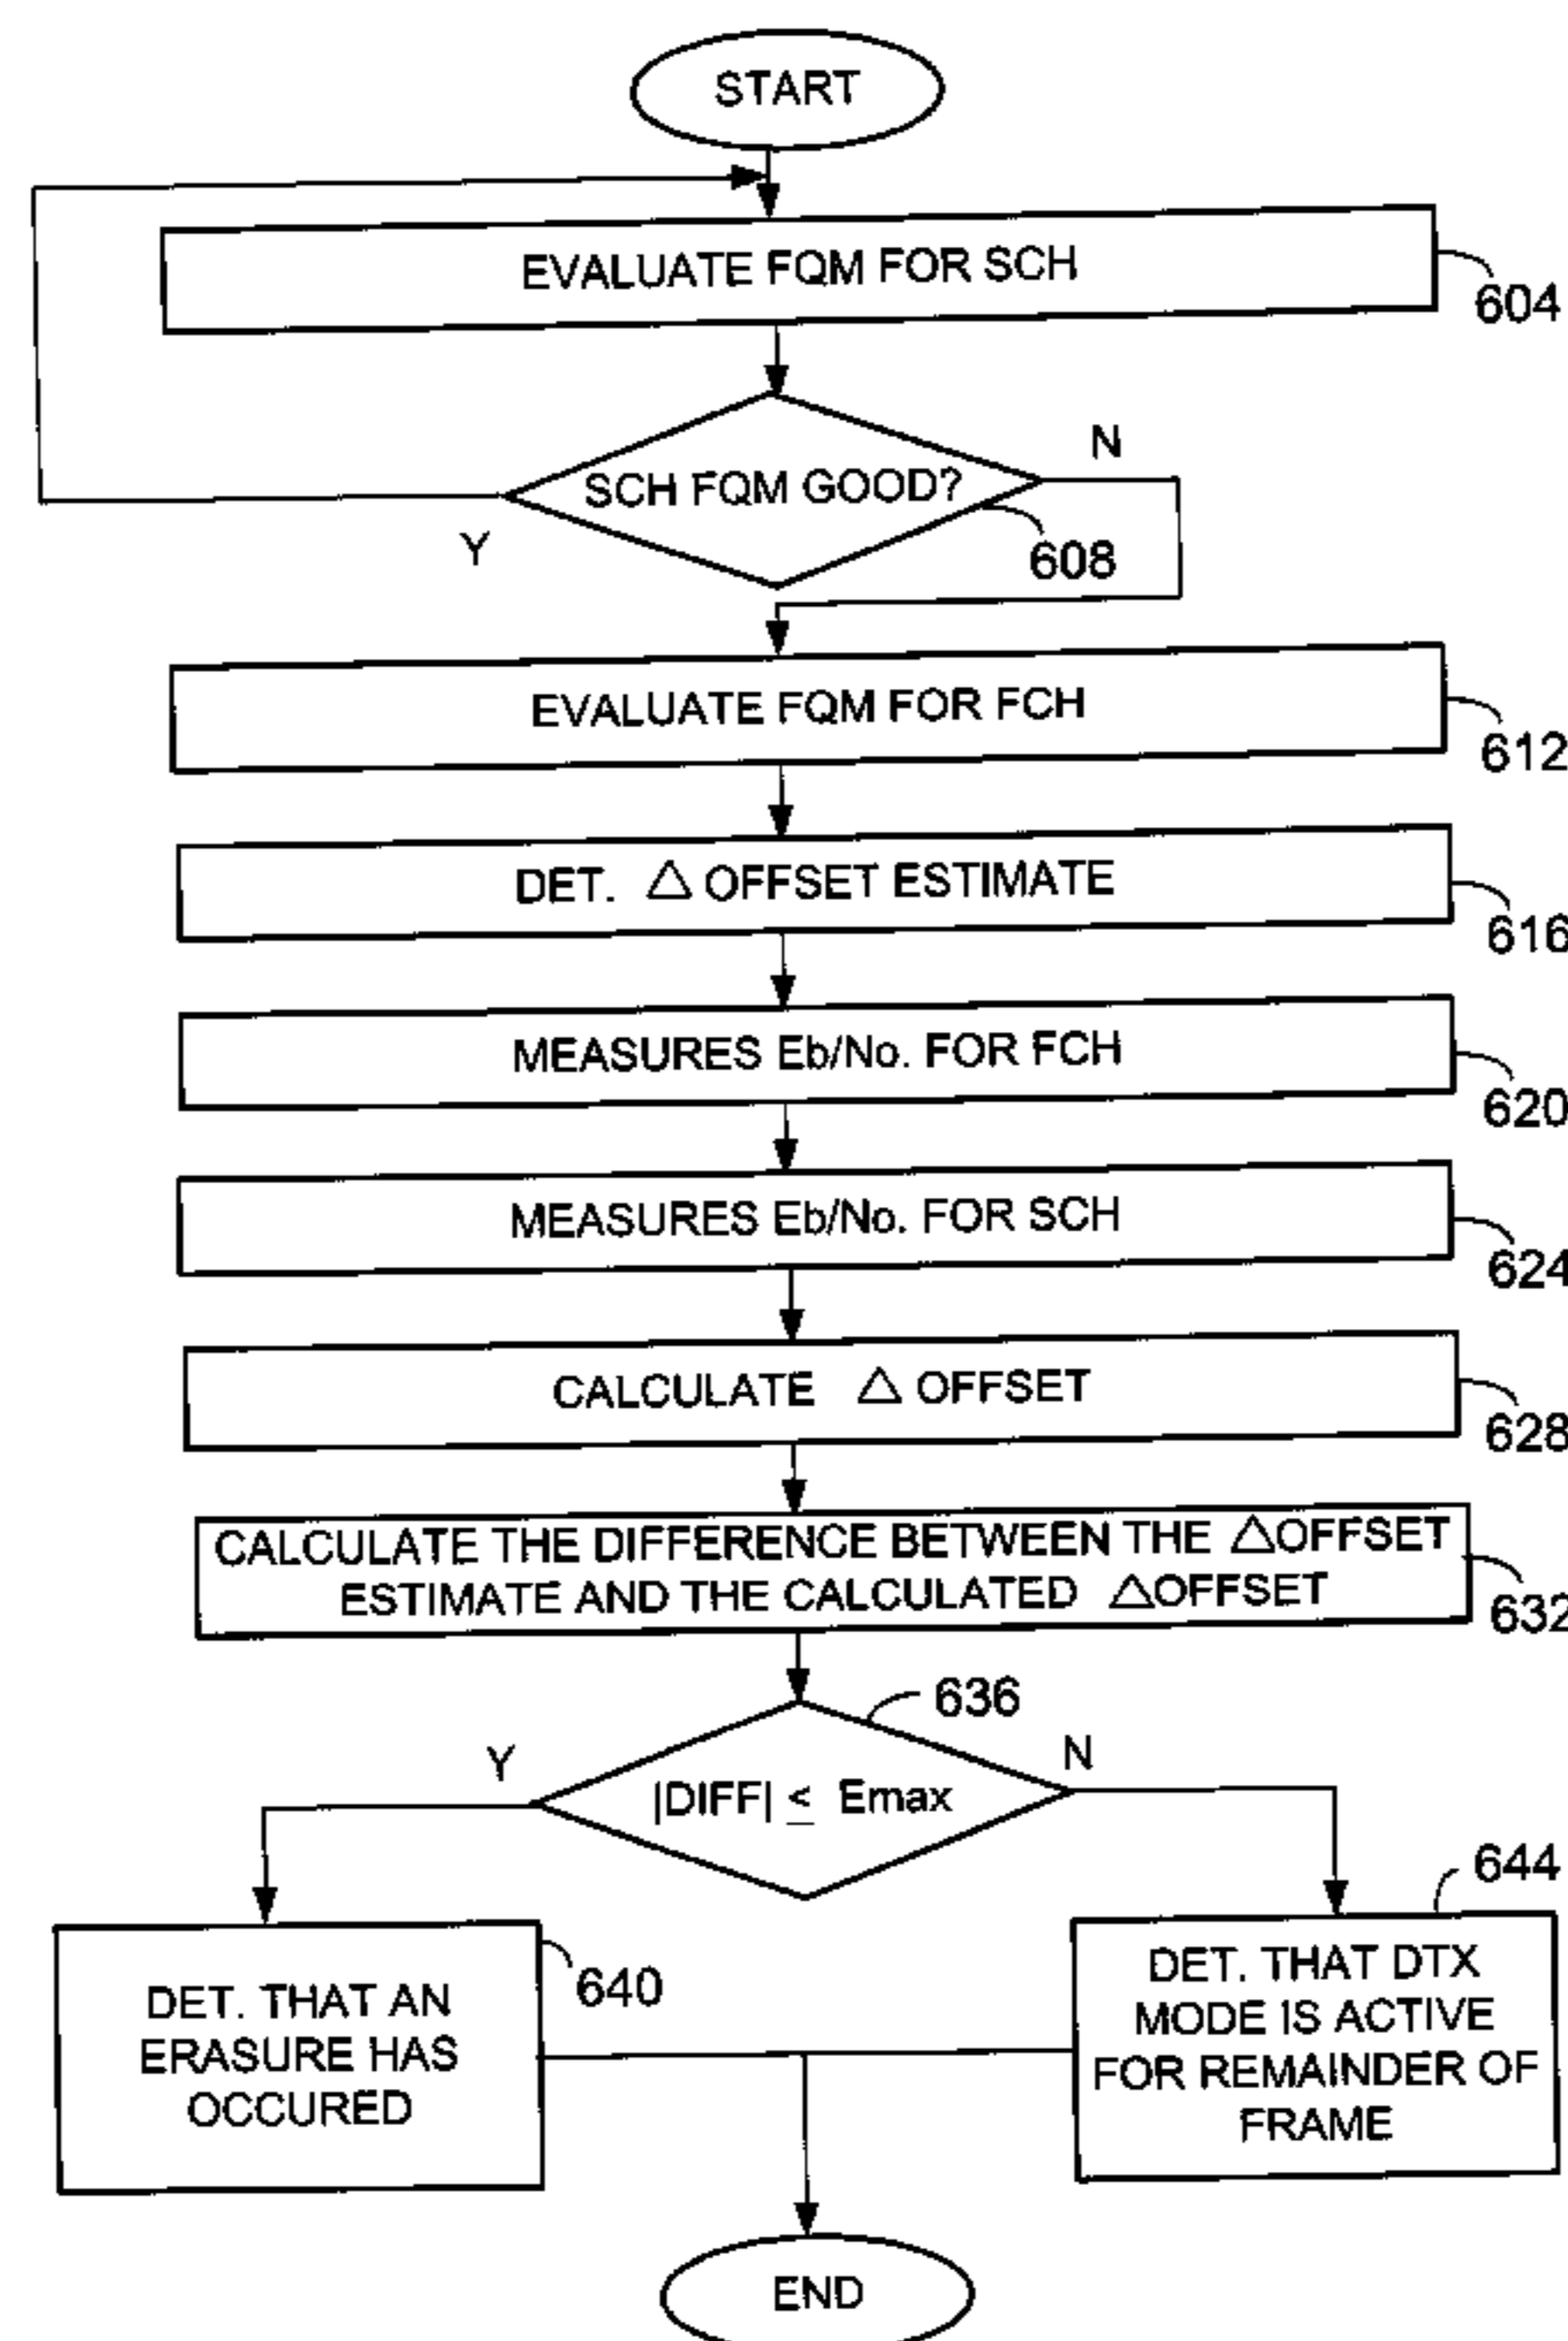 START
EVALUATE FQM FOR SCH
604
N
SCH FQM GOOD?
Y
608
EVALUATE FQM FOR FCH
612
DET. △ OFFSET ESTIMATE
616
MEASURES Eb/No. FOR FCH
620
MEASURES Eb/No. FOR SCH
624
CALCULATE △ OFFSET
628
CALCULATE THE DIFFERENCE BETWEEN THE △OFFSET
ESTIMATE AND THE CALCULATED △OFFSET
632
636
Y
N
|DIFF| ≤ Emax
644
640
DET. THAT AN
ERASURE HAS
OCCURED
DET. THAT DTX
MODE IS ACTIVE
FOR REMAINDER OF
FRAME
END